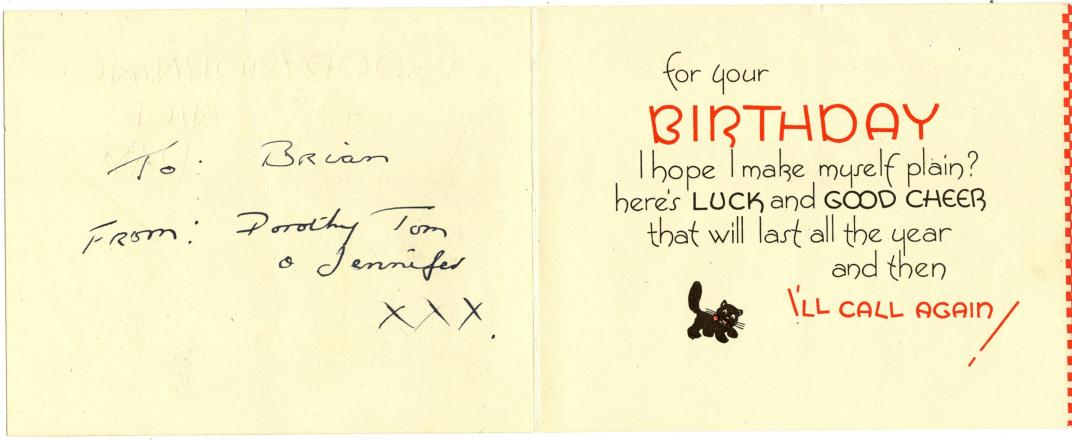 To: Brian
From: Dorothy Tom
& Jennifer
XXX.
for your
BIRTHDAY
I hope I make myself plain?
here's LUCK and GOOD CHEER
that will last all the year
and then
I'LL CALL AGAIN!